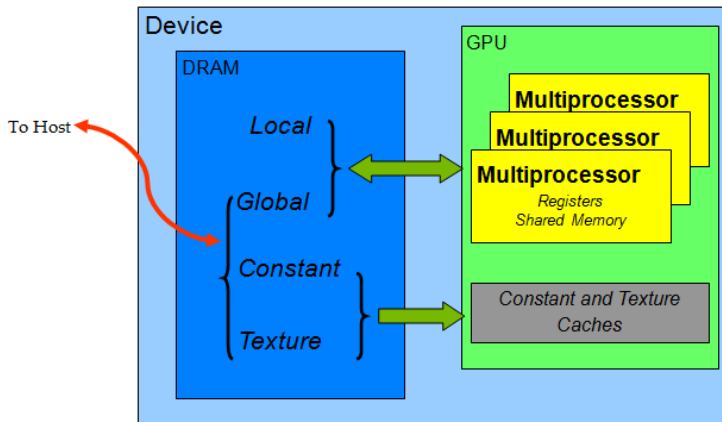 Device
DRAM
GPU
To Host
Local
Global
Constant
Texture
Multiprocessor
Multiprocessor
Multiprocessor
Registers
Shared Memory
Constant and Texture
Caches